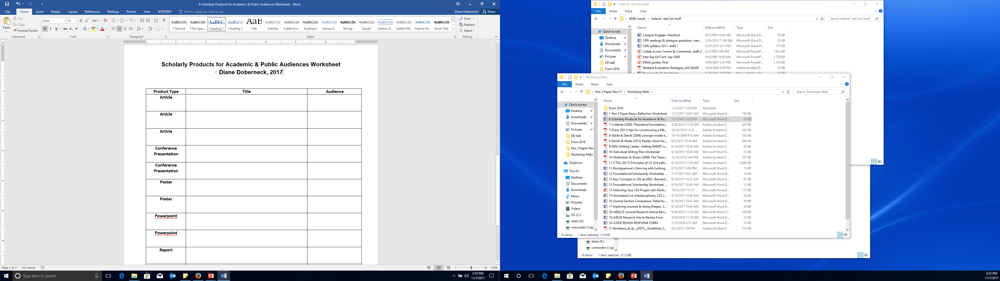 6-Scholarly Products for Academic & Public Audiences Worksheet - Word
File Home Insert Design Layout References Mailings Review View ACROBAT Tell me what you want to do... Diane Doberneck Share
Paste Cut Copy Format Painter
Arial 14
AaBbCcDc AaBbCcDc AaBbC AaBbCcI AaB AaBbCcD AaBbCcDc AaBbCcDc AaBbCcDc AaBbCcDc AaBbCcDc AaBbCcDc AaBbCcDc AaBbCcDc AaBbCcDc
¶ Normal ¶ No Spac... Heading 1 Heading 2 Title Subtitle Subtle Em... Emphasis Intense E... Strong Quote Intense Q... Subtle Ref... Intense Re... Book Title
Find Replace Select
Clipboard Font Paragraph Styles Editing
Scholarly Products for Academic & Public Audiences Worksheet
Diane Doberneck, 2017
Product Type Title Audience
Article
Article
Article
Conference
Presentation
Conference
Presentation
Poster
Poster
Powerpoint
Powerpoint
Report
Page 2 of 2 353 words 120%
Type here to search
2:33 PM
11/7/2017
Ireland--old Ceri stuff
File Home Share View
DMD words › Ireland--old Ceri stuff Search Ireland--old Ceri stuff
Name Date modified Type Size
Quick access
Desktop
Downloads
Documents
Pictures
DD talk
From 2016
Campus Engage--Handout 6/2/2009 10:40 AM Microsoft Word 9... 70 KB
CERI readings & dialogue questions, wee... 3/24/2014 11:08 AM Microsoft Word D... 32 KB
CERI syllabus 2011, draft 1 4/27/2015 2:51 PM Microsoft Word D... 177 KB
Collab Across Comm & Continents, draft 2 6/3/2009 2:09 PM Microsoft PowerP... 7,412 KB
Inter Exp Ed Conf, Apr 2008 4/4/2008 10:06 AM Microsoft PowerP... 1,730 KB
MSUE_poster, final 10/9/2007 3:32 PM Microsoft PowerP... 1,270 KB
Multiple Evaluation Strategies_AAC&U09 10/6/2009 4:39 PM Adobe Acrobat D... 33 KB
Workshop Mats
File Home Share View
Pen 2 Paper-Nov17 › Workshop Mats › Search Workshop Mats
Name Date modified Type Size
Quick access
Desktop
Downloads
Documents
Pictures
DD talk
From 2016
Pen 2 Paper-Nov
Workshop Mats
OneDrive
This PC
Desktop
Documents
Downloads
Music
Pictures
Videos
OS (C:)
share (S:)
connordm (\\ap
From 2016 11/6/2017 2:54 PM File folder
1-Pen 2 Paper Basics Reflection Worksheet 11/7/2017 10:01 AM Microsoft Word D... 100 KB
6-Scholarly Products for Academic & Pu... 11/7/2017 2:33 PM Microsoft Word D... 14 KB
7-Crabtree (2008) Theoretical foundation... 5/28/2014 11:18 AM Adobe Acrobat D... 624 KB
7-Franz (2011) tips for constructing a P&... 10/23/2014 11:22 ... Adobe Acrobat D... 242 KB
8-Wade & Demb (2009) concept model e... 10/14/2009 9:16 AM Adobe Acrobat D... 533 KB
9-Demb & Wade (2012) Reality check fac... 6/3/2013 10:18 AM Adobe Acrobat D... 460 KB
9-MSU Writing Center--Setting SMART w... 8/14/2017 10:34 AM Adobe Acrobat D... 83 KB
10-Individual Writing Plan Worksheet 8/14/2017 10:36 AM Microsoft Word D... 13 KB
10-Wallerstein & Duran (2008) The Theor... 12/14/2016 3:44 PM Adobe Acrobat D... 187 KB
11-CTSA (2011) Principles of CE 2nd editi... 8/12/2015 11:55 AM Adobe Acrobat D... 2,666 KB
11-Rockquemore's Dancing with [writing... 8/15/2017 2:06 PM Microsoft Word D... 15 KB
12-Foundational Scholarship Worksheet, ... 11/7/2017 9:41 AM Microsoft Word D... 14 KB
12-Key Concepts in CES at MSU--Revised... 8/14/2017 10:37 AM Microsoft Word D... 67 KB
13-Foundational Scholarship Worksheet, ... 8/14/2017 10:39 AM Microsoft Word D... 13 KB
13-Unfurling Your CES Project into Multi... 10/22/2017 11:57 ... Microsoft PowerP... 173 KB
15-Annotated List Interdisciplinary CES J... 8/14/2017 10:48 AM Microsoft Word D... 26 KB
16-Journal Section Comparison Table for ... 8/14/2017 10:51 AM Microsoft Word D... 19 KB
17-Exploring Journals & Going Deeper, 2... 8/14/2017 10:40 AM Microsoft Word D... 20 KB
18-IARSLCE Journal Research Article Revi... 9/30/2016 11:18 AM Microsoft Word D... 100 KB
19-JHEOE Research Article Review Form 9/30/2016 11:19 AM Microsoft Word D... 23 KB
20-JCEHE REVIEW RESPONSE FORM 7/12/2016 9:27 AM Microsoft Word D... 13 KB
21-Bordeaux_et_al__(2007)__Guidelines_f... 8/5/2015 1:06 PM Adobe Acrobat D... 314 KB
25 items 1 item selected 13.9 KB
share (S:)
connordm (\\ap
19 items 1 item selected 21.2 MB
2:33 PM
11/7/2017